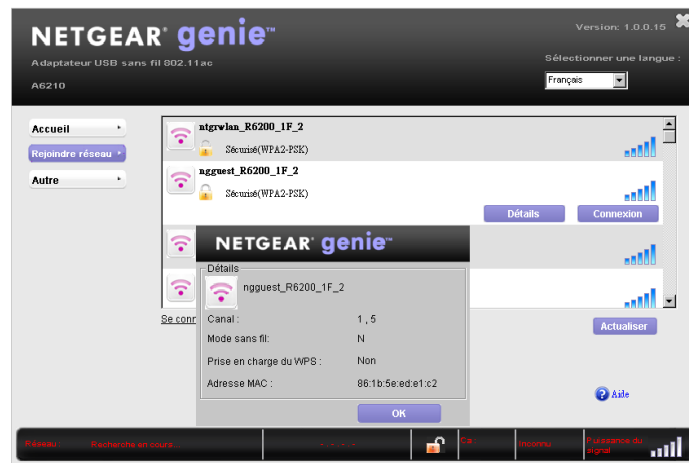 NETGEAR® genie™
Version: 1.0.0.15
Adaptateur USB sans fil 802.11ac
Sélectionner une langue :
A6210
Français
Accueil
Rejoindre réseau
Autre
ntgrwlan_R6200_1F_2
Sécurisé(WPA2-PSK)
ngguest_R6200_1F_2
Sécurisé(WPA2-PSK)
Détails
Connexion
NETGEAR® genie™
Détails
ngguest_R6200_1F_2
Canal :
1 , 5
Mode sans fil:
N
Prise en charge du WPS :
Non
Adresse MAC :
86:1b:5e:ed:e1:c2
OK
Se conn
Actualiser
Aide
Réseau :
Recherche en cours...
- . - . - . -
Ca :
Inconnu
Puissance du
signal